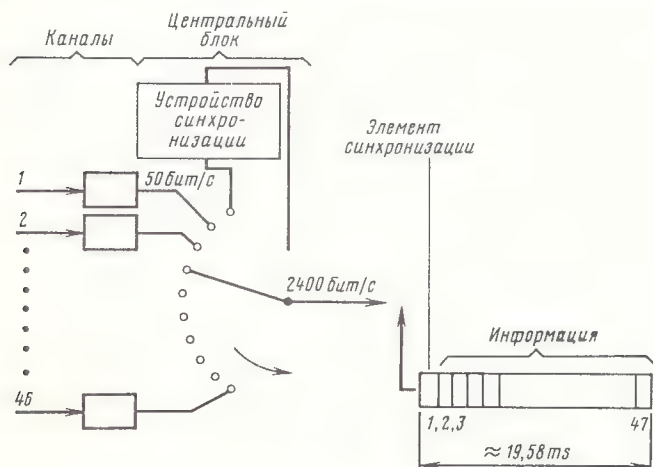 Каналы
Центральный
блок
Устройство
синхро-
низации
Элемент
синхронизации
1
50 бит/с
2
2400 бит/с
Информация
46
1,2,3
47
≈ 19,58 ms